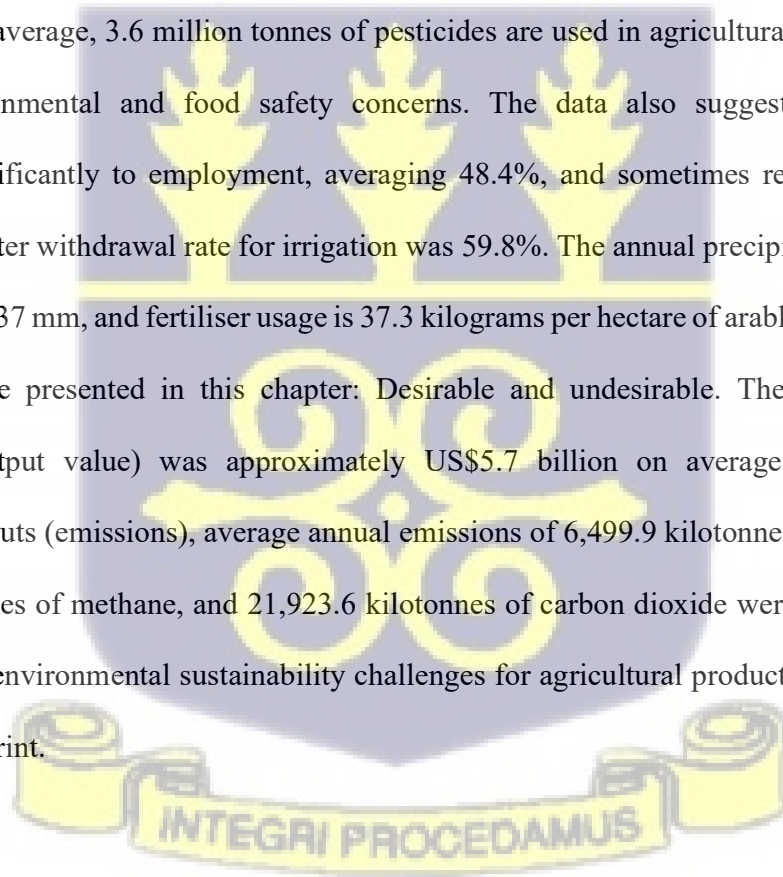 average, 3.6 million tonnes of pesticides are used in agricultura
nmental and food safety concerns. The data also suggest
ificantly to employment, averaging 48.4%, and sometimes re
ter withdrawal rate for irrigation was 59.8%. The annual precipi
37 mm, and fertiliser usage is 37.3 kilograms per hectare of arabl
e presented in this chapter: Desirable and undesirable. The
tput value) was approximately US$5.7 billion on average
uts (emissions), average annual emissions of 6,499.9 kilotonne
es of methane, and 21,923.6 kilotonnes of carbon dioxide wer
environmental sustainability challenges for agricultural product
rint.
INTEGRI PROCEDAMUS